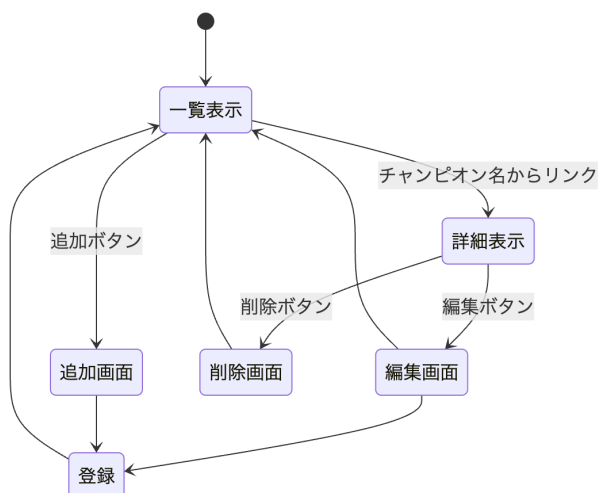 一覧表示
チャンピオン名からリンク
追加ボタン
詳細表示
削除ボタン
編集ボタン
追加画面
削除画面
編集画面
登録